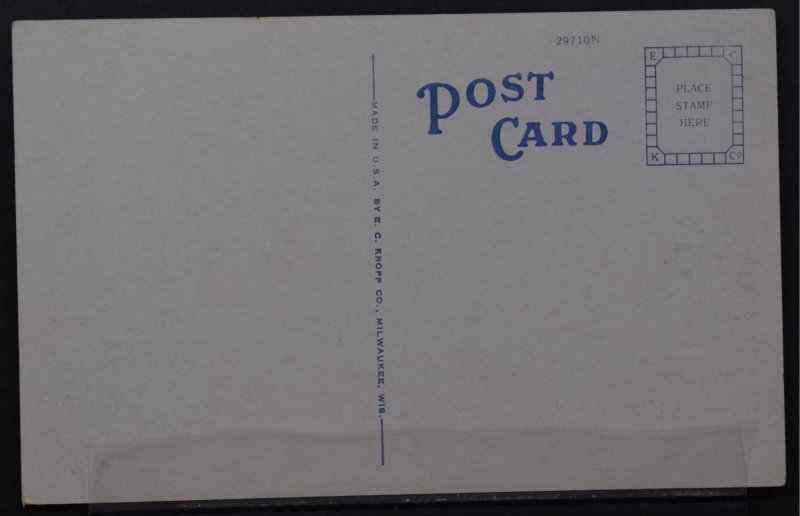 29710N
POST
CARD
E C
PLACE
STAMP
HERE
K Co
MADE IN U.S.A. BY E. C. KROPP CO., MILWAUKEE, WIS.